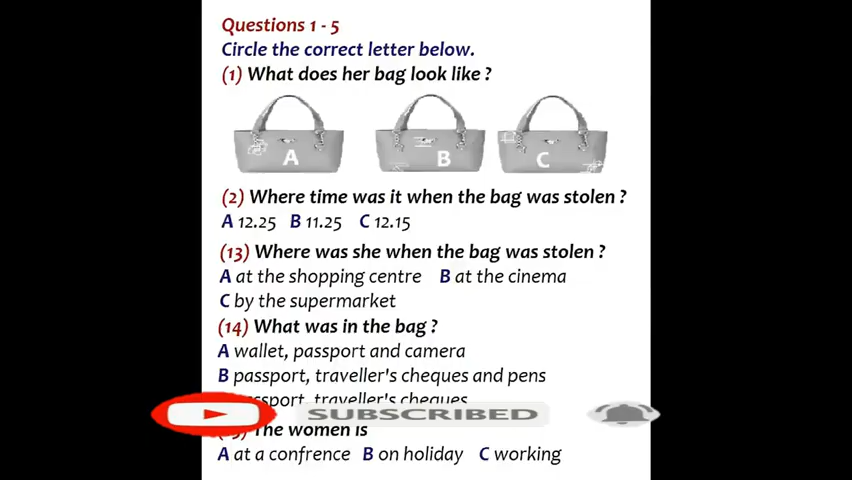 Questions 1 - 5
Circle the correct letter below.
(1) What does her bag look like ?
A B C
(2) Where time was it when the bag was stolen ?
A 12.25 B 11.25 C 12.15
(13) Where was she when the bag was stolen ?
A at the shopping centre B at the cinema
C by the supermarket
(14) What was in the bag ?
A wallet, passport and camera
B passport, traveller's cheques and pens
passport, traveller's cheques
SUBSCRIBED
The women is
A at a confrence B on holiday C working